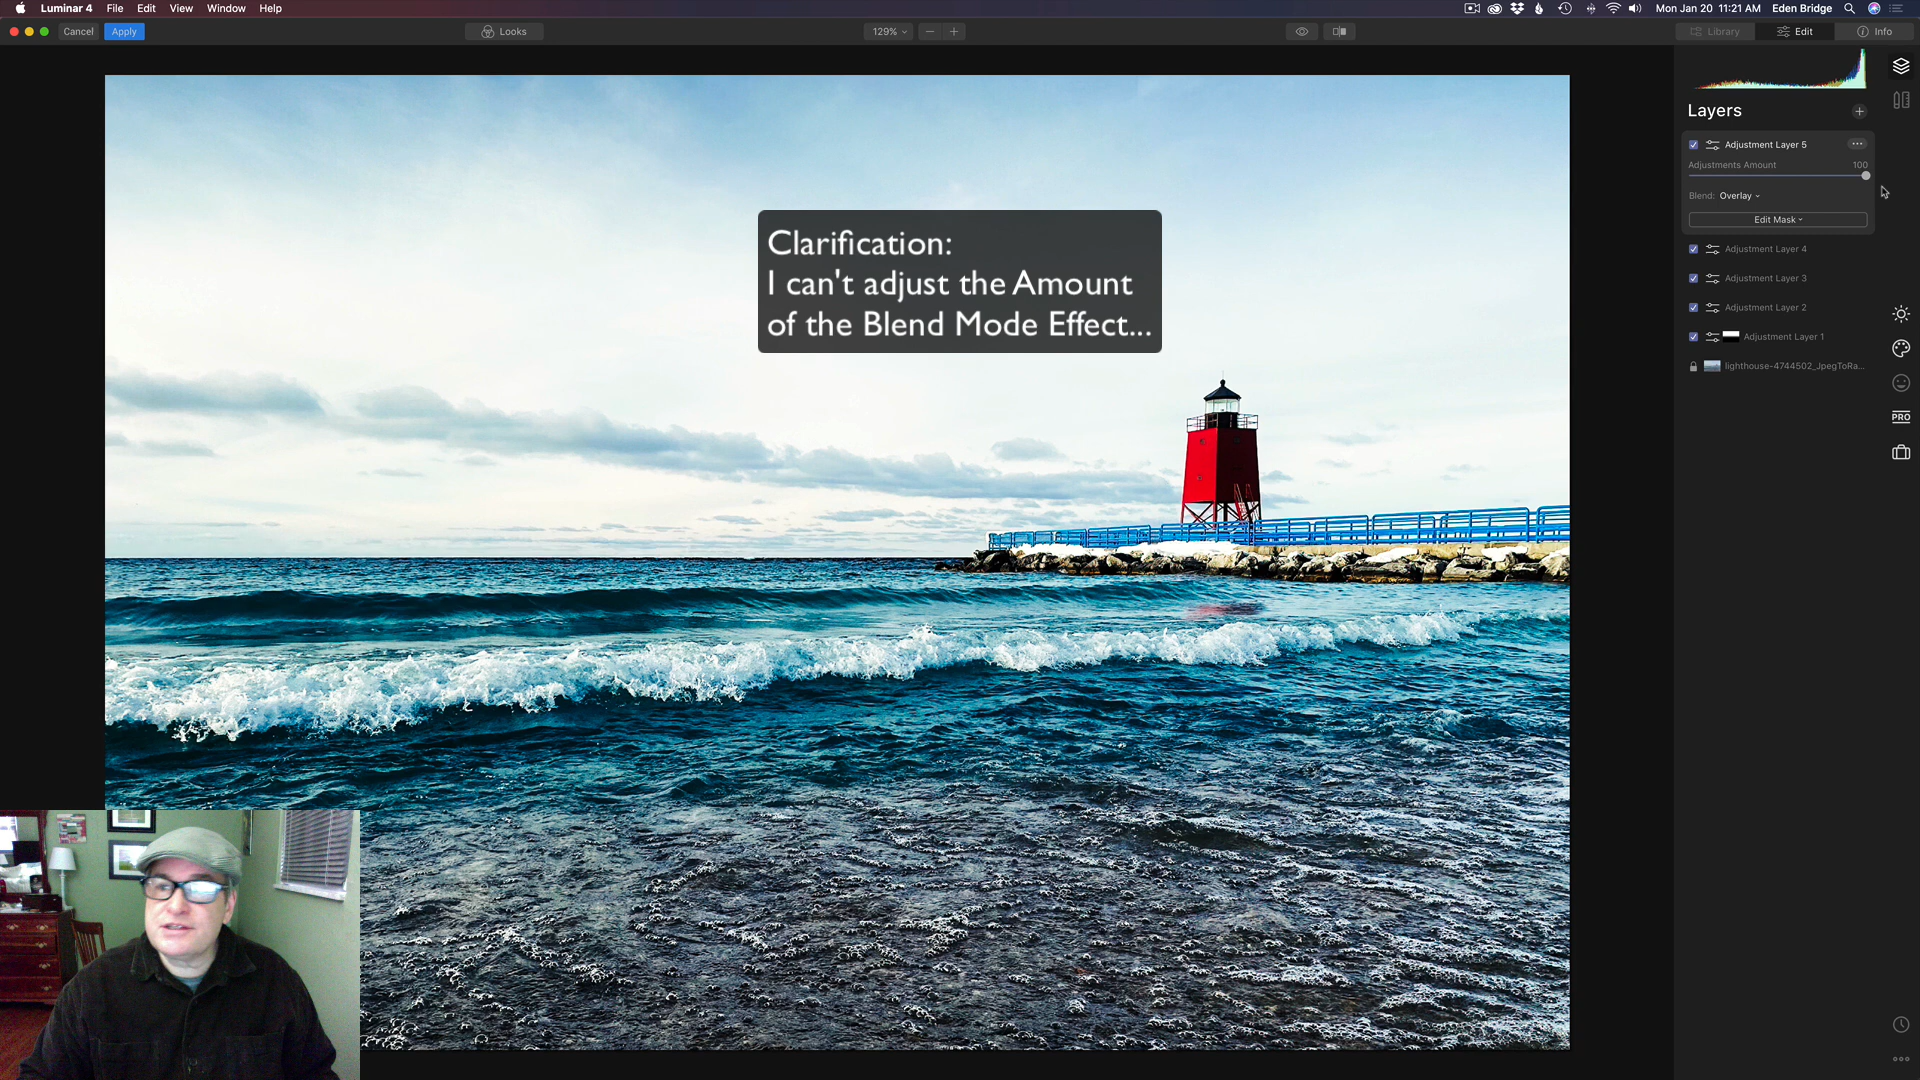 Luminar 4 File Edit View Window Help
Mon Jan 20 11:21 AM Eden Bridge
Cancel Apply Looks 129% Library Edit Info
Layers
Adjustment Layer 5
Adjustments Amount 100
Blend: Overlay
Edit Mask
Adjustment Layer 4
Adjustment Layer 3
Adjustment Layer 2
Adjustment Layer 1
lighthouse-4744502_JpegToRa...
PRO
Clarification:
I can't adjust the Amount
of the Blend Mode Effect...